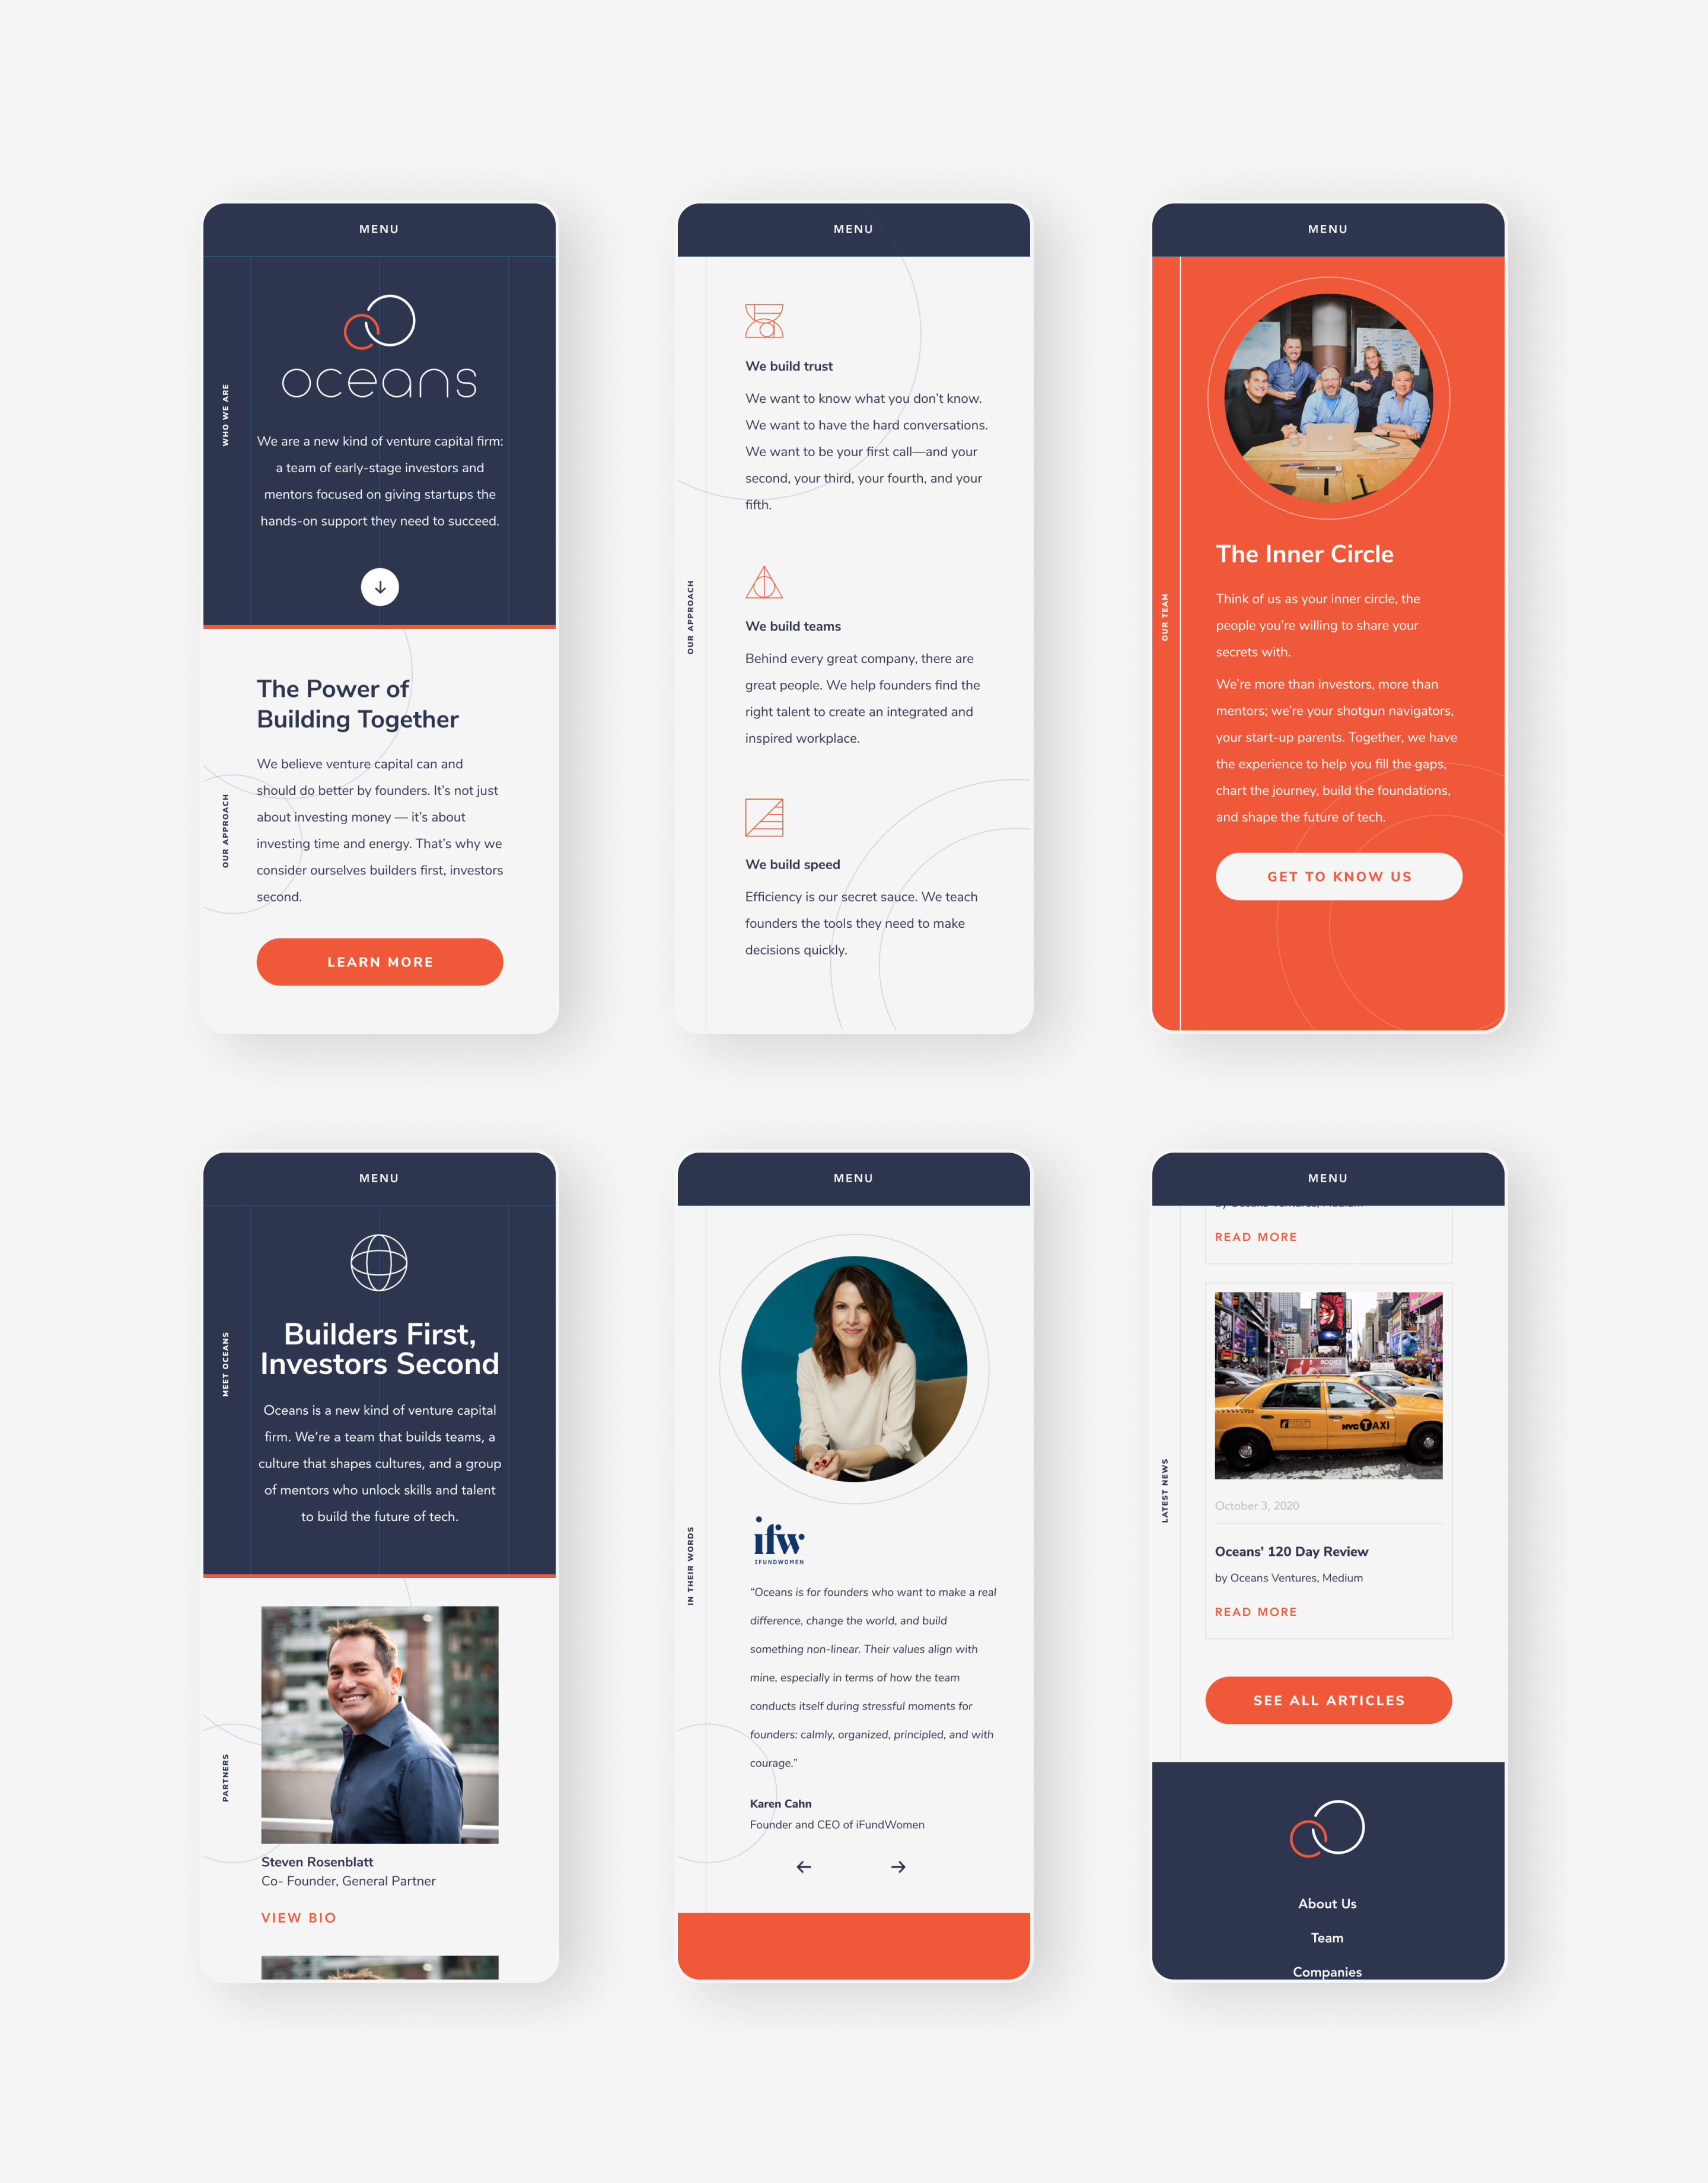 MENU
WHO WE ARE
oceans
We are a new kind of venture capital firm:
a team of early-stage investors and
mentors focused on giving startups the
hands-on support they need to succeed.
OUR APPROACH
The Power of
Building Together
We believe venture capital can and
should do better by founders. It’s not just
about investing money — it’s about
investing time and energy. That’s why we
consider ourselves builders first, investors
second.
LEARN MORE
MENU
OUR APPROACH
We build trust
We want to know what you don’t know.
We want to have the hard conversations.
We want to be your first call—and your
second, your third, your fourth, and your
fifth.
We build teams
Behind every great company, there are
great people. We help founders find the
right talent to create an integrated and
inspired workplace.
We build speed
Efficiency is our secret sauce. We teach
founders the tools they need to make
decisions quickly.
MENU
OUR TEAM
The Inner Circle
Think of us as your inner circle, the
people you’re willing to share your
secrets with.
We’re more than investors, more than
mentors; we’re your shotgun navigators,
your start-up parents. Together, we have
the experience to help you fill the gaps,
chart the journey, build the foundations,
and shape the future of tech.
GET TO KNOW US
MENU
MEET OCEANS
Builders First,
Investors Second
Oceans is a new kind of venture capital
firm. We’re a team that builds teams, a
culture that shapes cultures, and a group
of mentors who unlock skills and talent
to build the future of tech.
PARTNERS
Steven Rosenblatt
Co- Founder, General Partner
VIEW BIO
MENU
IN THEIR WORDS
ifw
IFUNDWOMEN
“Oceans is for founders who want to make a real
difference, change the world, and build
something non-linear. Their values align with
mine, especially in terms of how the team
conducts itself during stressful moments for
founders: calmly, organized, principled, and with
courage.”
Karen Cahn
Founder and CEO of iFundWomen
MENU
LATEST NEWS
by Oceans Ventures, Medium
READ MORE
BODIES
NYC TAXI
October 3, 2020
Oceans’ 120 Day Review
by Oceans Ventures, Medium
READ MORE
SEE ALL ARTICLES
About Us
Team
Companies